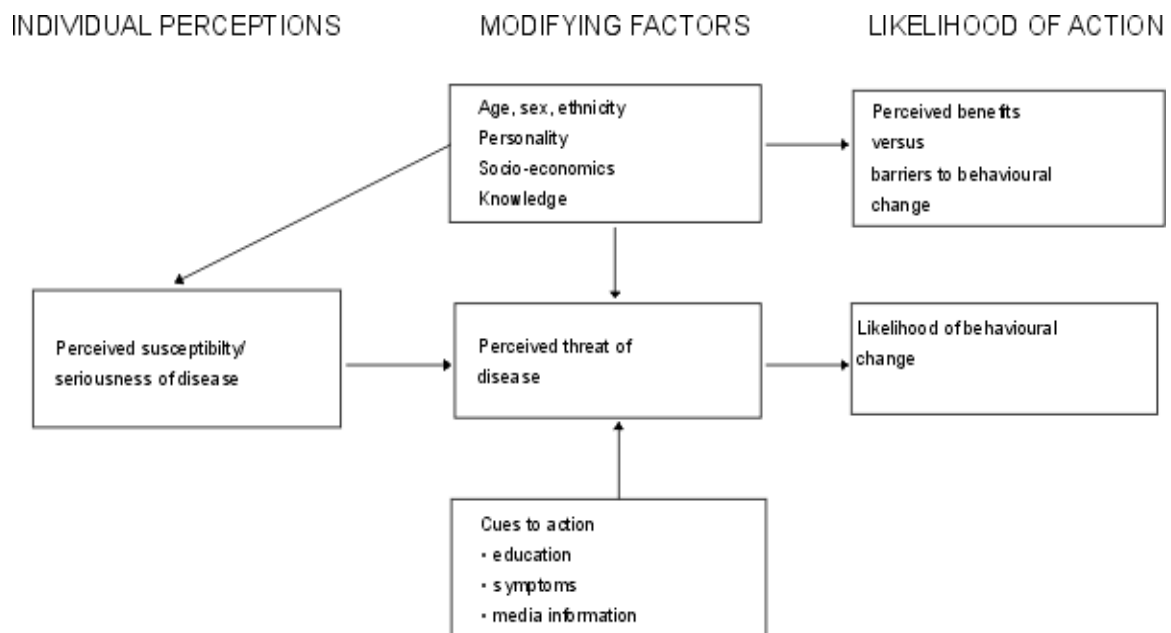 INDIVIDUAL PERCEPTIONS
MODIFYING FACTORS
LIKELIHOOD OF ACTION
Age, sex, ethnicity
Personality
Socio-economics
Knowledge
Perceived benefits
versus
barriers to behavioural
change
Perceived susceptibilty/
seriousness of disease
Perceived threat of
disease
Likelihood of behavioural
change
Cues to action
• education
• symptoms
• media information